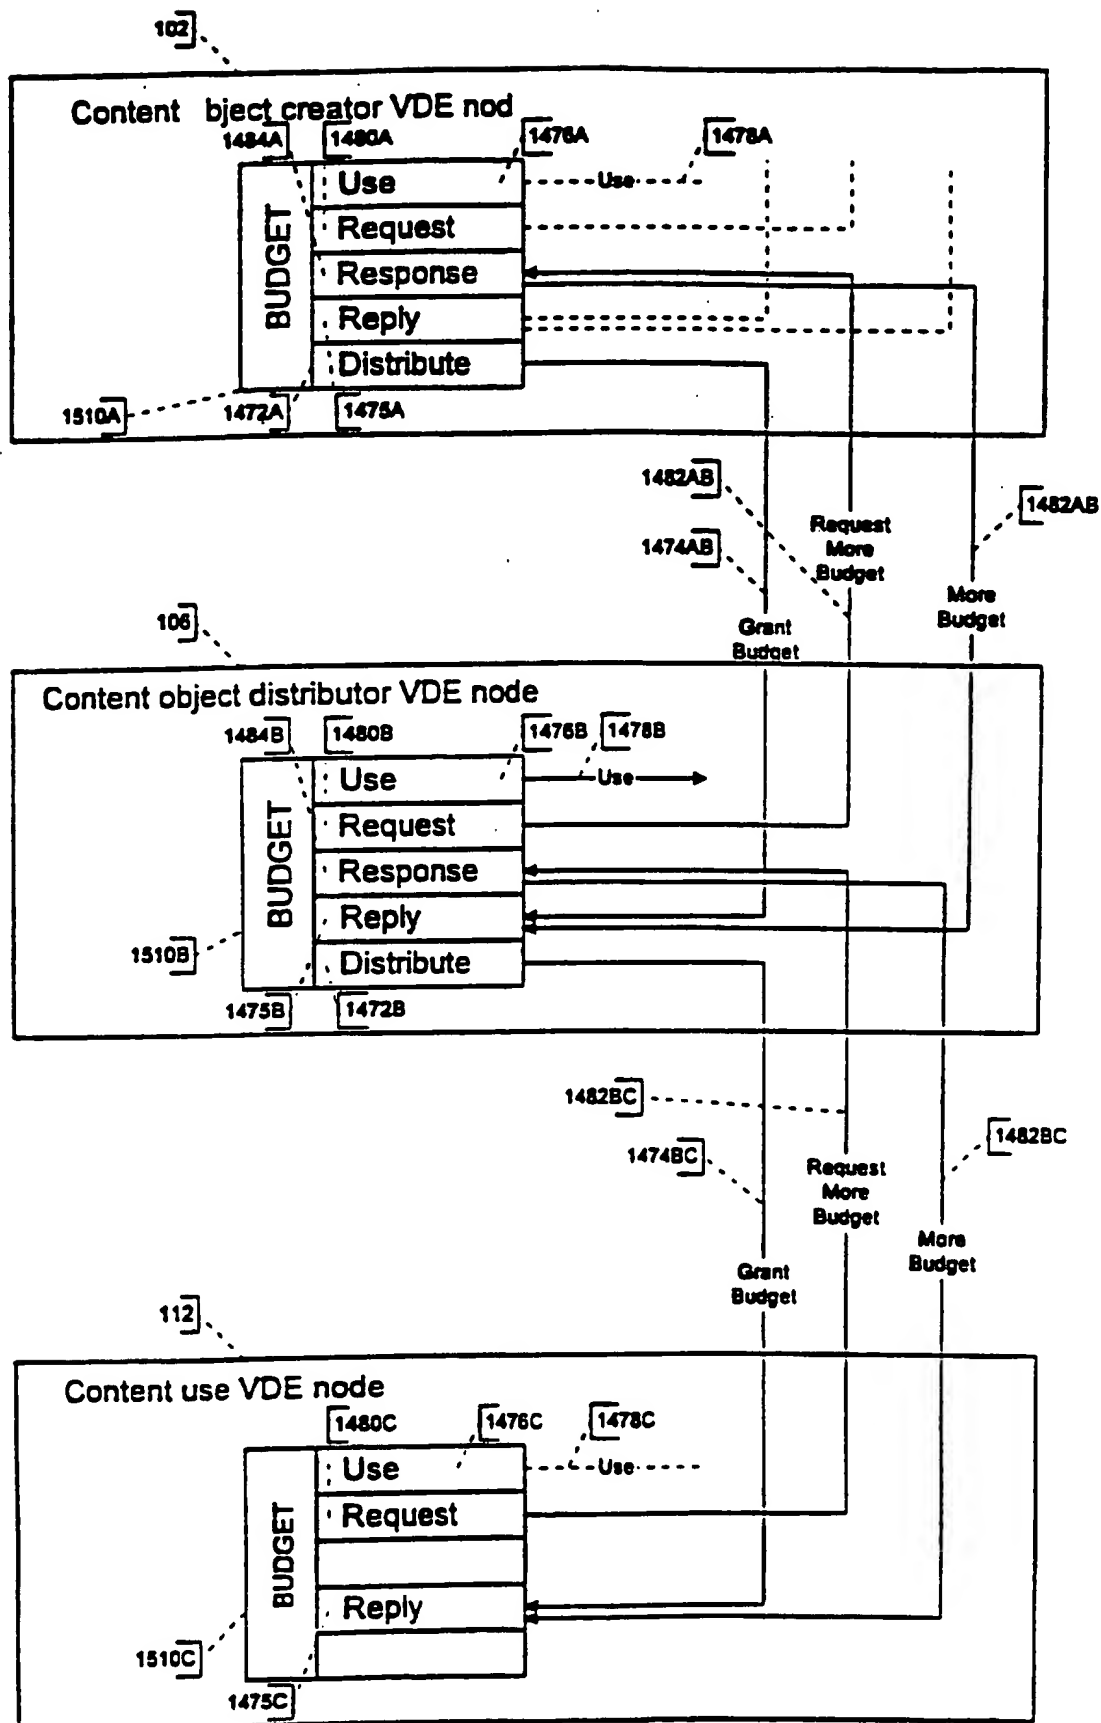 102
Content bject creator VDE nod
1484A 1480A 1476A 1478A
BUDGET
Use
Use
Request
Response
Reply
Distribute
1510A 1472A 1475A
1482AB
1474AB
Request
More
Budget
1482AB
More
Budget
Grant
Budget
106
Content object distributor VDE node
1484B 1480B 1476B 1478B
BUDGET
Use
Use
Request
Response
Reply
Distribute
1510B
1475B 1472B
1482BC
1474BC
Request
More
Budget
1482BC
More
Budget
Grant
Budget
112
Content use VDE node
1480C 1476C 1478C
BUDGET
Use
Use
Request
Reply
1510C
1475C